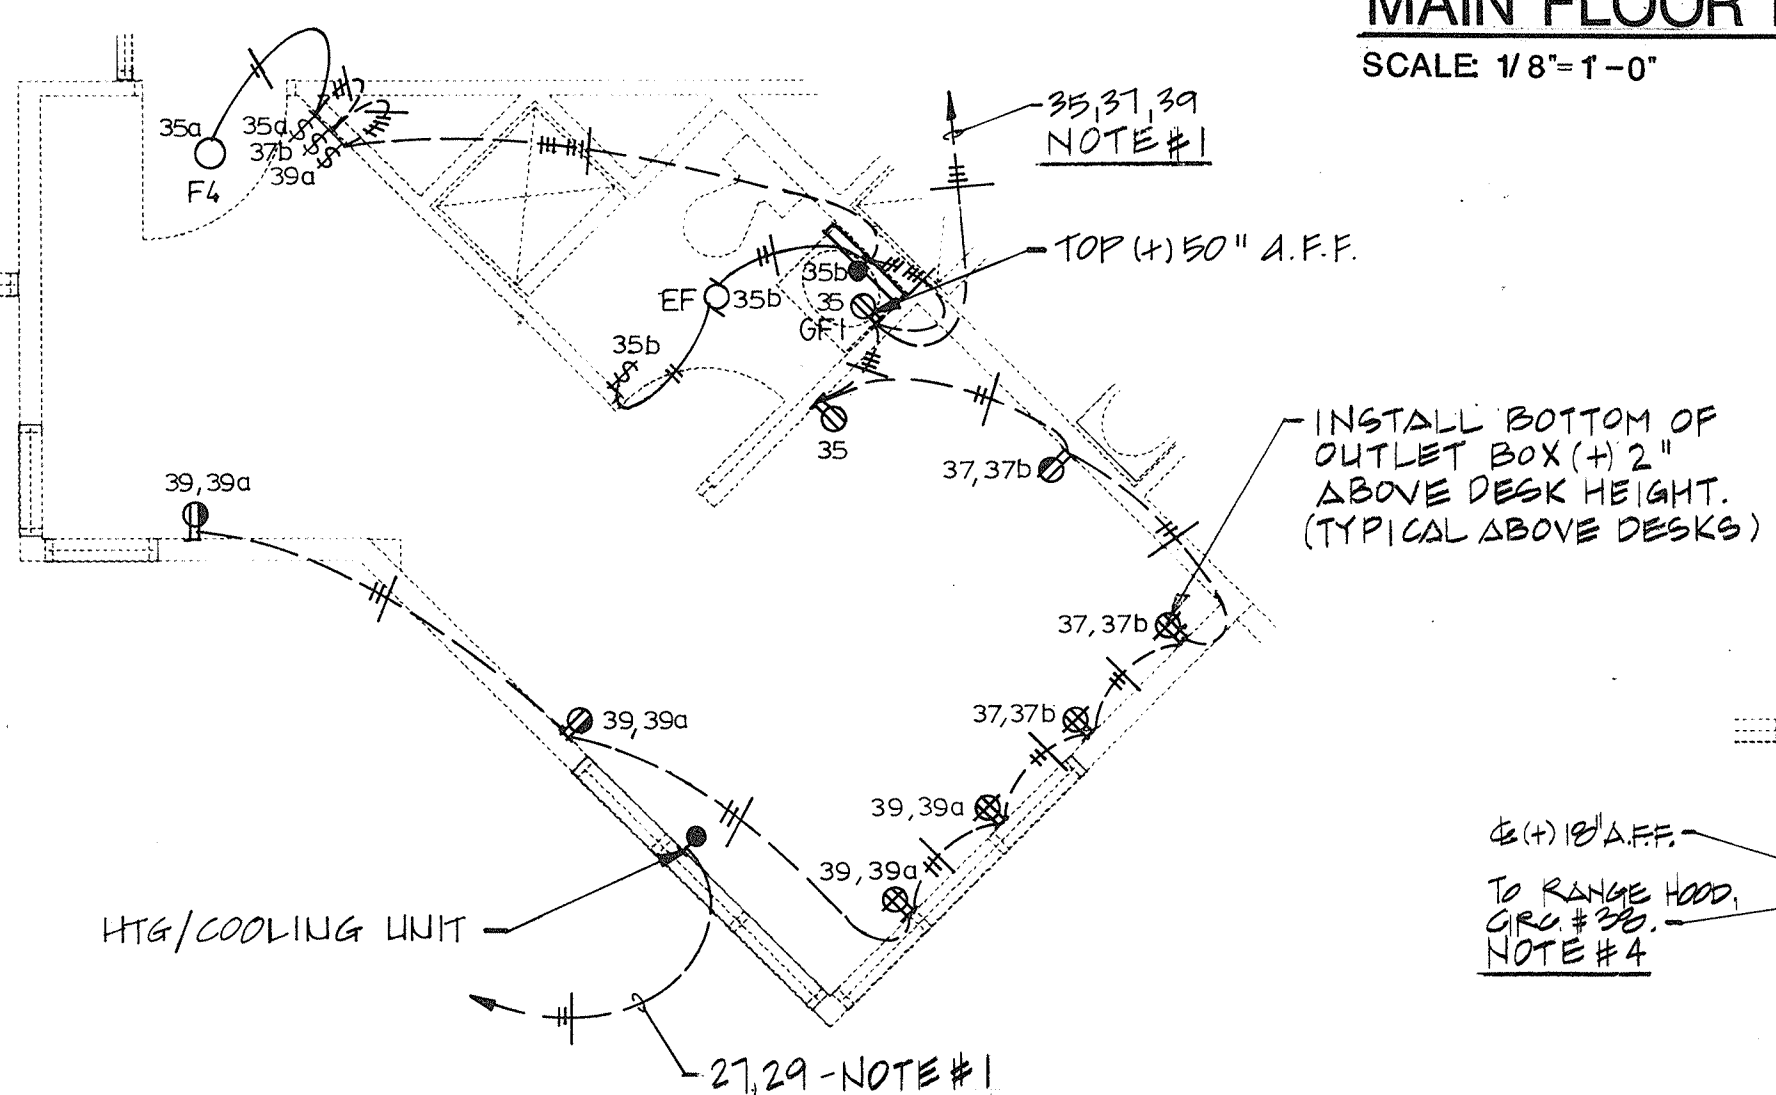 MAIN FLOOR
SCALE: 1/8"=1'-0"
35,37,39
NOTE #1
35a
35a
37b
39a
F4
TOP (+) 50" A.F.F.
35b
EF
35b
35
GFI
35b
35
37,37b
INSTALL BOTTOM OF
OUTLET BOX (+) 2"
ABOVE DESK HEIGHT.
(TYPICAL ABOVE DESKS)
39,39a
37,37b
39,39a
37,37b
39,39a
39,39a
℄ (+) 18" A.F.F.
TO RANGE HOOD,
CIRC. #38.
NOTE #4
HTG/COOLING UNIT
27,29 - NOTE #1